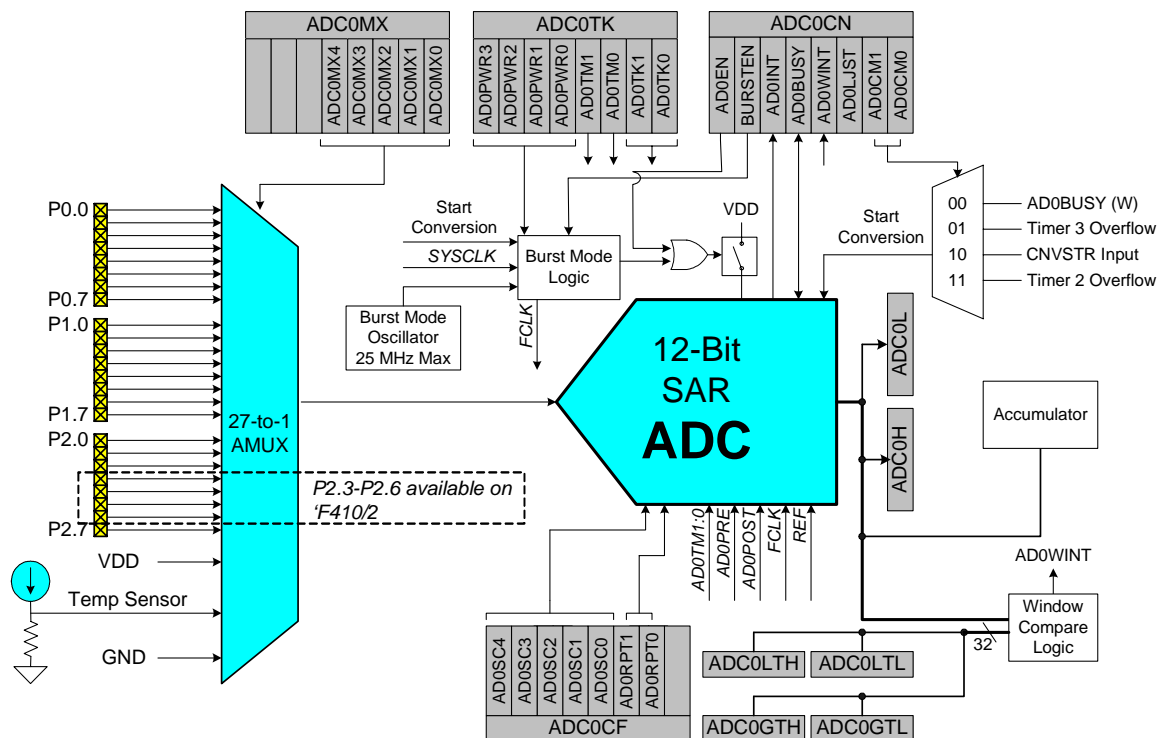 ADC0MX
ADC0MX4
ADC0MX3
ADC0MX2
ADC0MX1
ADC0MX0
ADC0TK
AD0PWR3
AD0PWR2
AD0PWR1
AD0PWR0
AD0TM1
AD0TM0
AD0TK1
AD0TK0
ADC0CN
AD0EN
BURSTEN
AD0INT
AD0BUSY
AD0WINT
AD0LJST
AD0CM1
AD0CM0
P0.0
P0.7
P1.0
P1.7
P2.0
P2.7
VDD
Temp Sensor
GND
27-to-1
AMUX
P2.3-P2.6 available on
‘F410/2
Start
Conversion
SYSCLK
Burst Mode
Oscillator
25 MHz Max
Burst Mode
Logic
FCLK
VDD
Start
Conversion
00
01
10
11
AD0BUSY (W)
Timer 3 Overflow
CNVSTR Input
Timer 2 Overflow
12-Bit
SAR
ADC
ADC0L
ADC0H
Accumulator
AD0TM1:0
AD0PRE
AD0POST
FCLK
REF
AD0WINT
Window
Compare
Logic
32
ADC0LTH
ADC0LTL
ADC0GTH
ADC0GTL
AD0SC4
AD0SC3
AD0SC2
AD0SC1
AD0SC0
AD0RPT1
AD0RPT0
ADC0CF